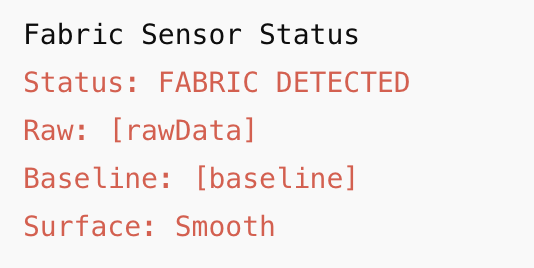 Fabric Sensor Status
Status: FABRIC DETECTED
Raw: [rawData]
Baseline: [baseline]
Surface: Smooth